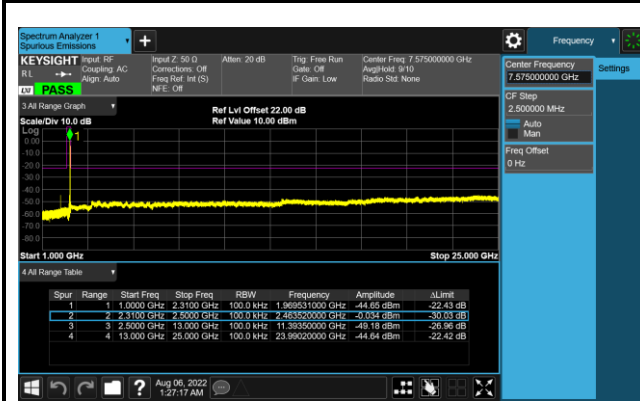 Spectrum Analyzer 1
Spurious Emissions
Frequency
KEYSIGHT Input: RF Input Z: 50 Ω Atten: 20 dB Trig: Free Run Center Freq: 7.575000000 GHz
Coupling: AC Corrections: Off Gate: Off Avg|Hold: 9/10
R L Align: Auto Freq Ref: Int (S) IF Gain: Low Radio Std: None
NFE: Off
LXI PASS
Center Frequency
7.575000000 GHz
Settings
CF Step
2.500000 MHz
Auto
Man
Freq Offset
0 Hz
3 All Range Graph
Ref Lvl Offset 22.00 dB
Scale/Div 10.0 dB Ref Value 10.00 dBm
Log
1
0.00
-10.0
-20.0
-30.0
-40.0
-50.0
-60.0
-70.0
-80.0
Start 1.000 GHz Stop 25.000 GHz
4 All Range Table
Spur Range Start Freq Stop Freq RBW Frequency Amplitude ΔLimit
1 1 1.0000 GHz 2.3100 GHz 100.0 kHz 1.969531000 GHz -44.65 dBm -22.43 dB
2 2 2.3100 GHz 2.5000 GHz 100.0 kHz 2.463520000 GHz -0.034 dBm -30.03 dB
3 3 2.5000 GHz 13.000 GHz 100.0 kHz 11.39350000 GHz -49.18 dBm -26.96 dB
4 4 13.000 GHz 25.000 GHz 100.0 kHz 23.99020000 GHz -44.64 dBm -22.42 dB
? Aug 06, 2022
1:27:17 AM